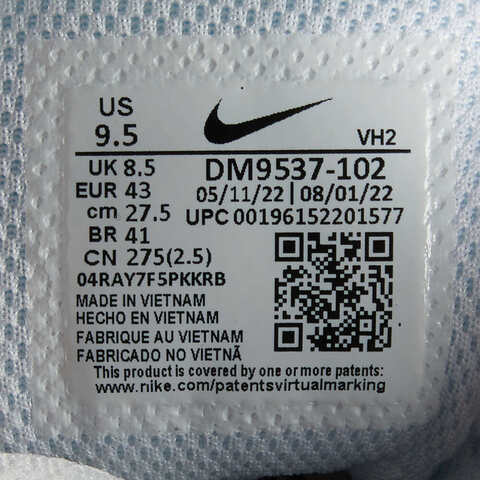 US
9.5
VH2
UK 8.5
EUR 43
cm 27.5
BR 41
CN 275(2.5)
DM9537-102
05/11/22 | 08/01/22
UPC 00196152201577
04RAY7F5PKKRB
MADE IN VIETNAM
HECHO EN VIETNAM
FABRIQUE AU VIETNAM
FABRICADO NO VIETNÃ
This product is covered by one or more patents:
www.nike.com/patentsvirtualmarking